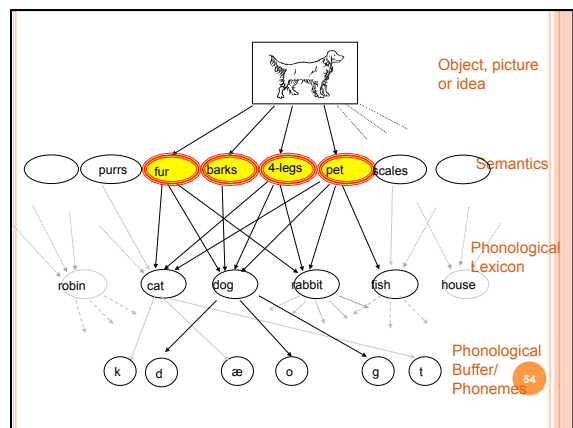 Object, picture
or idea
purrs
fur
barks
4-legs
pet
scales
Semantics
Phonological
Lexicon
robin
cat
dog
rabbit
fish
house
Phonological
Buffer/
Phonemes
54
k
d
æ
o
g
t